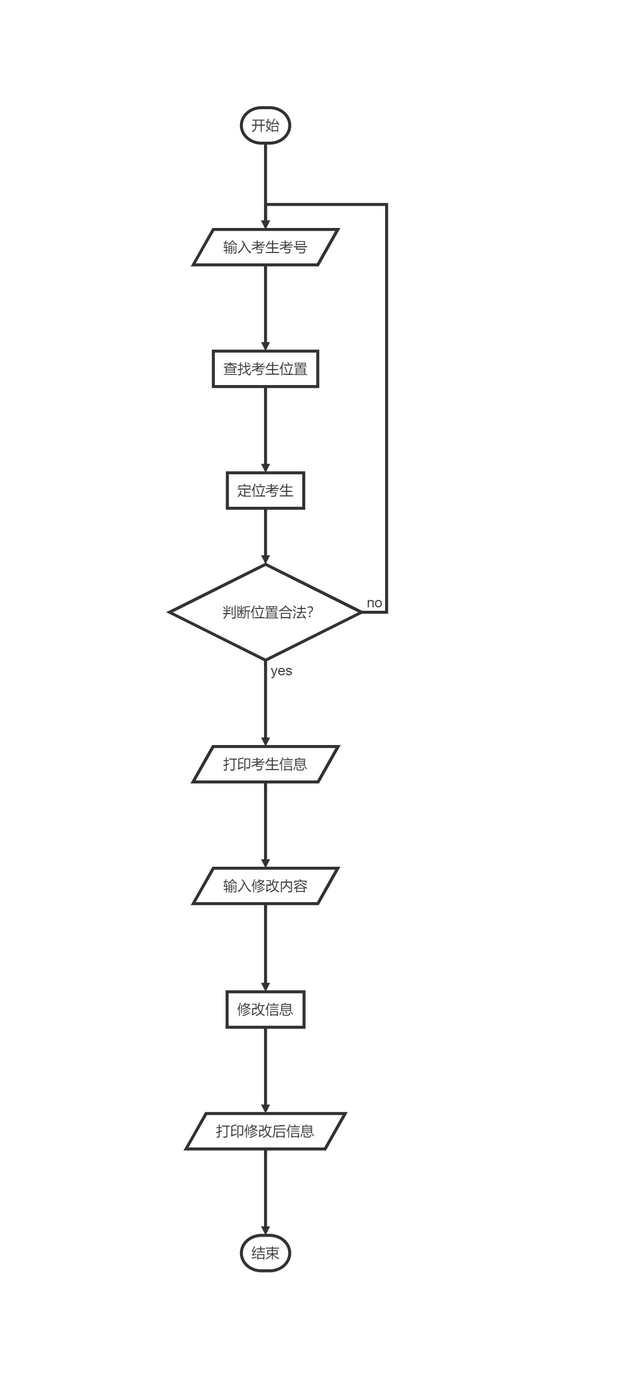 开始
输入考生考号
查找考生位置
定位考生
判断位置合法?
no
yes
打印考生信息
输入修改内容
修改信息
打印修改后信息
结束